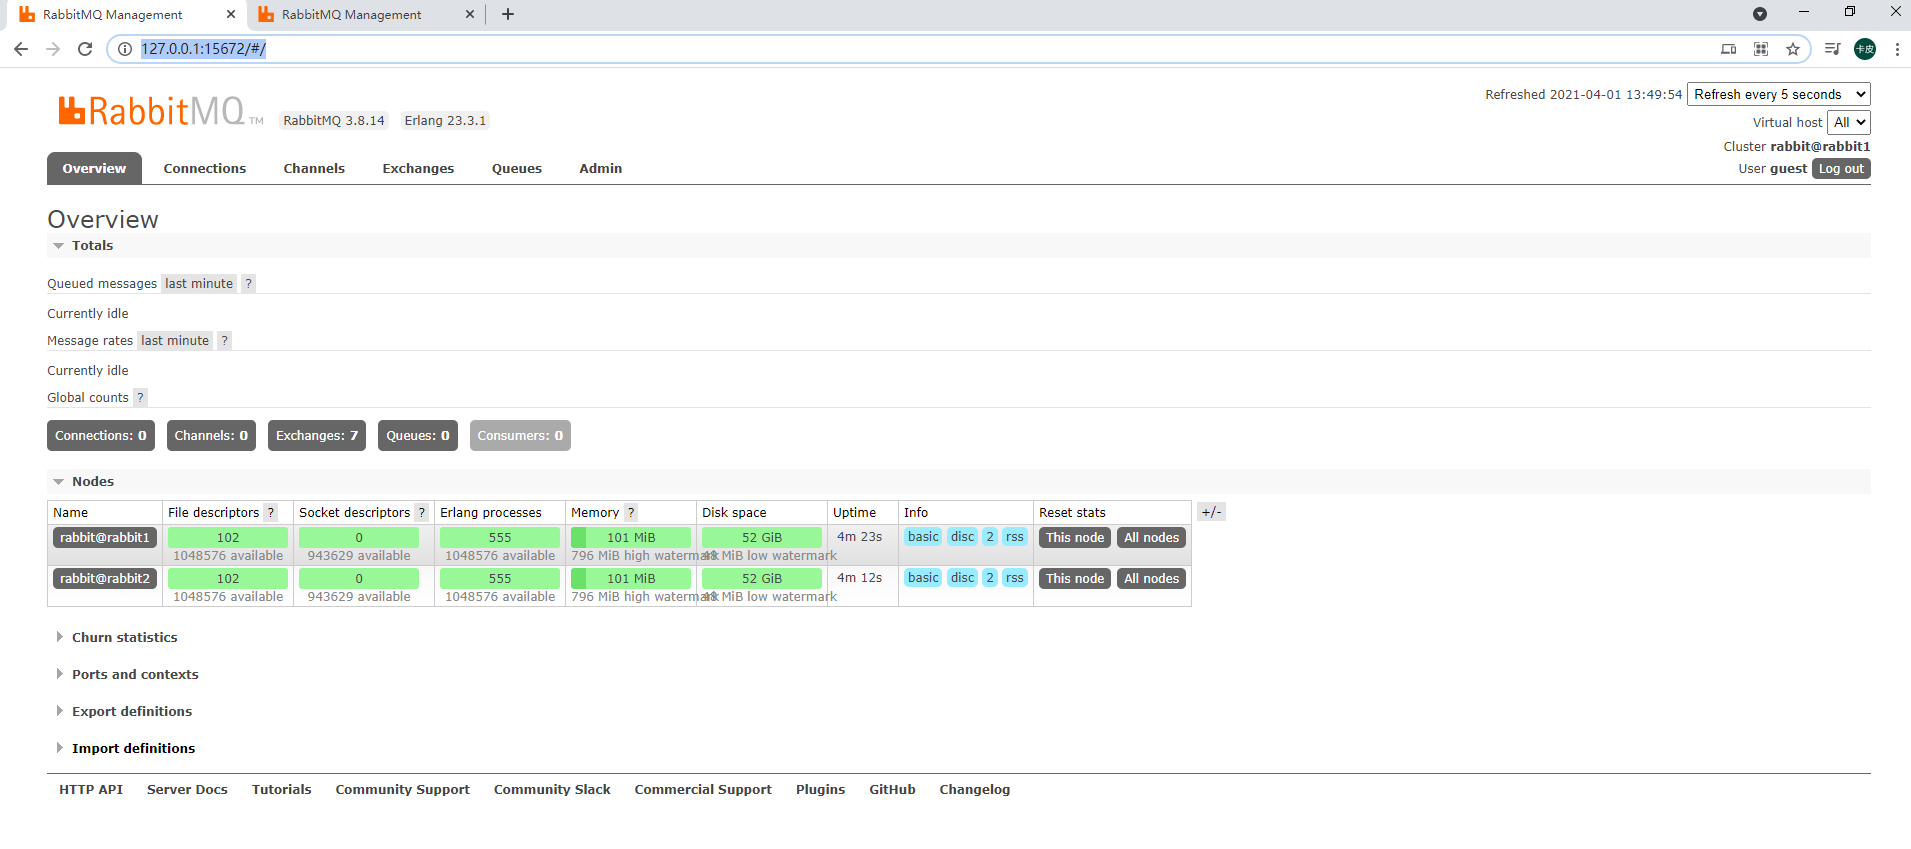 RabbitMQ Management RabbitMQ Management
127.0.0.1:15672/#/ 卡皮
RabbitMQ TM RabbitMQ 3.8.14 Erlang 23.3.1
Refreshed 2021-04-01 13:49:54 Refresh every 5 seconds
Virtual host All
Cluster rabbit@rabbit1
User guest Log out
Overview Connections Channels Exchanges Queues Admin
Overview
Totals
Queued messages last minute ?
Currently idle
Message rates last minute ?
Currently idle
Global counts ?
Connections: 0 Channels: 0 Exchanges: 7 Queues: 0 Consumers: 0
Nodes
Name File descriptors ? Socket descriptors ? Erlang processes Memory ? Disk space Uptime Info Reset stats +/-
rabbit@rabbit1 102 0 555 101 MiB 52 GiB 4m 23s basic disc 2 rss This node All nodes
1048576 available 943629 available 1048576 available 796 MiB high watermark 48 MiB low watermark
rabbit@rabbit2 102 0 555 101 MiB 52 GiB 4m 12s basic disc 2 rss This node All nodes
1048576 available 943629 available 1048576 available 796 MiB high watermark 48 MiB low watermark
Churn statistics
Ports and contexts
Export definitions
Import definitions
HTTP API Server Docs Tutorials Community Support Community Slack Commercial Support Plugins GitHub Changelog